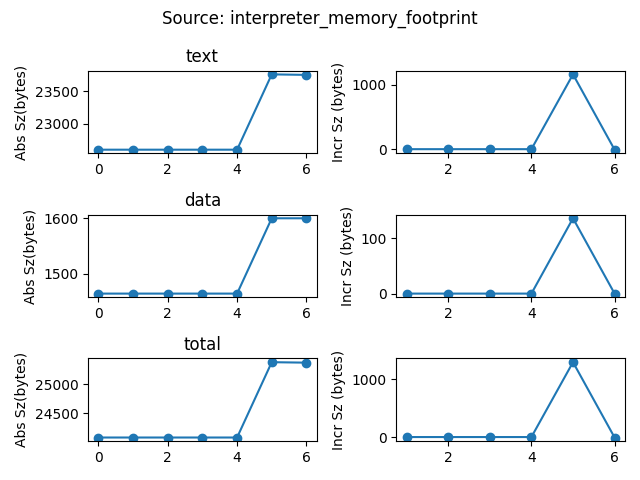 Source: interpreter_memory_footprint
text
Abs Sz(bytes)
23500
23000
0 2 4 6
Incr Sz (bytes)
1000
0
2 4 6
data
Abs Sz(bytes)
1600
1500
0 2 4 6
Incr Sz (bytes)
100
0
2 4 6
total
Abs Sz(bytes)
25000
24500
0 2 4 6
Incr Sz (bytes)
1000
0
2 4 6